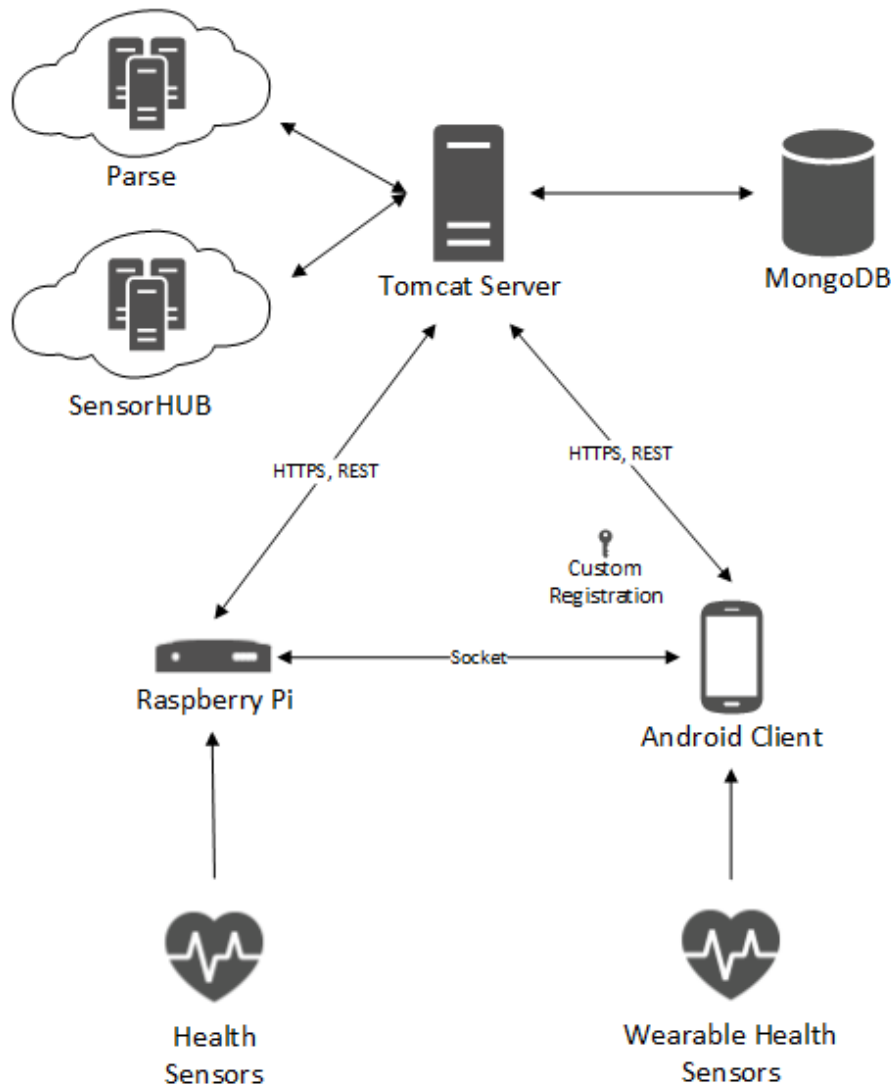 Parse
Tomcat Server
MongoDB
SensorHUB
HTTPS, REST
HTTPS, REST
Custom
Registration
Socket
Raspberry Pi
Android Client
Health
Sensors
Wearable Health
Sensors